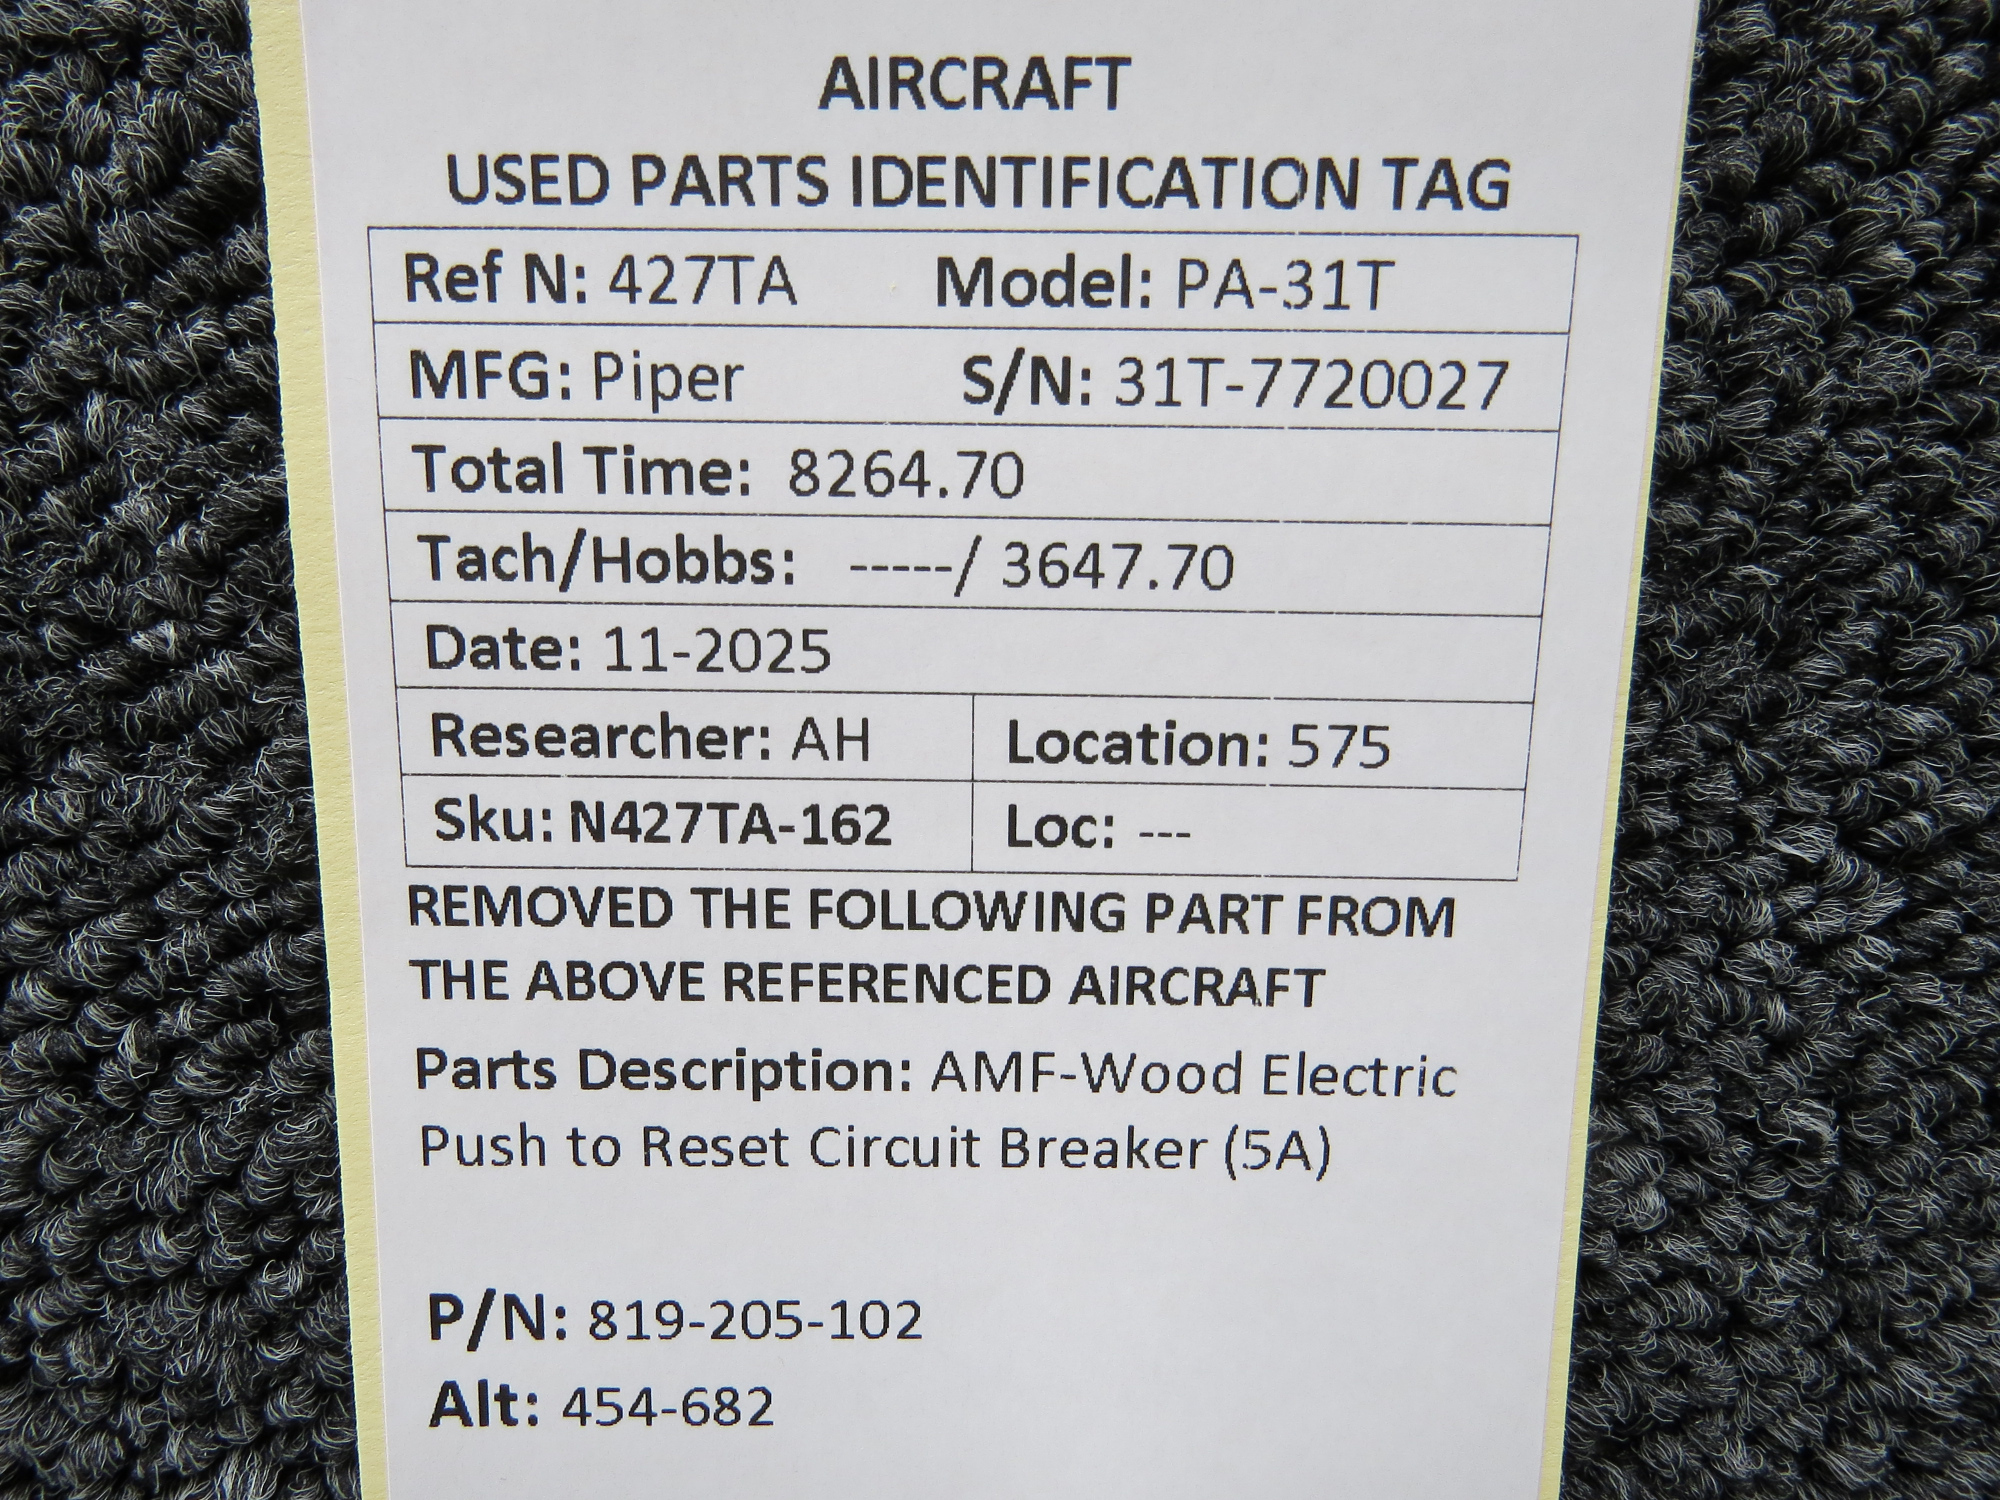 AIRCRAFT
USED PARTS IDENTIFICATION TAG
Ref N: 427TA Model: PA-31T
MFG: Piper S/N: 31T-7720027
Total Time: 8264.70
Tach/Hobbs: -----/ 3647.70
Date: 11-2025
Researcher: AH Location: 575
Sku: N427TA-162 Loc: ---
REMOVED THE FOLLOWING PART FROM
THE ABOVE REFERENCED AIRCRAFT
Parts Description: AMF-Wood Electric
Push to Reset Circuit Breaker (5A)
P/N: 819-205-102
Alt: 454-682